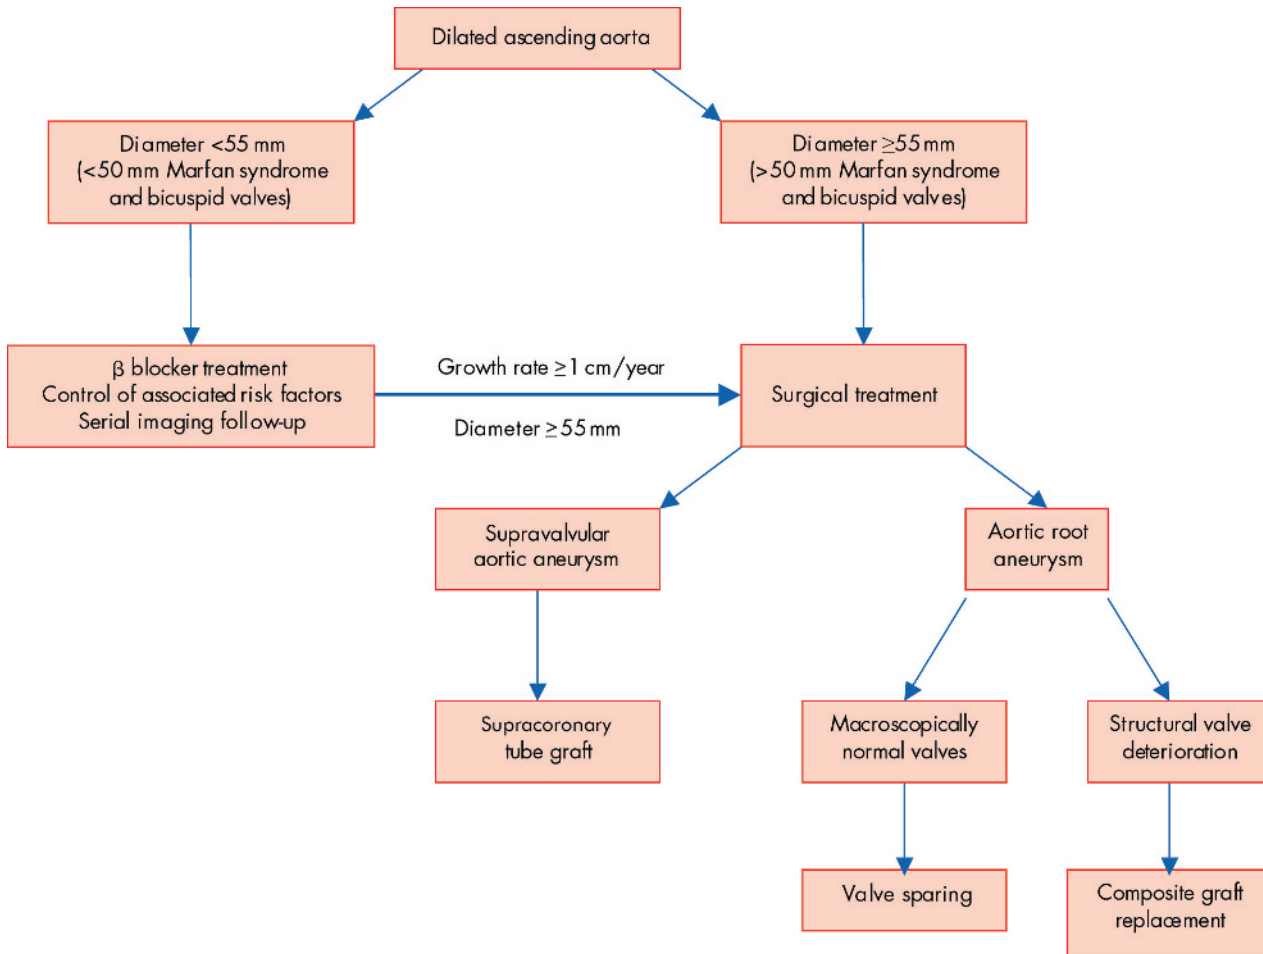 Dilated ascending aorta
Diameter <55 mm
(<50 mm Marfan syndrome
and bicuspid valves)
Diameter ≥55 mm
(>50 mm Marfan syndrome
and bicuspid valves)
β blocker treatment
Control of associated risk factors
Serial imaging follow-up
Growth rate ≥1 cm/year
Diameter ≥55 mm
Surgical treatment
Supravalvular
aortic aneurysm
Aortic root
aneurysm
Supracoronary
tube graft
Macroscopically
normal valves
Structural valve
deterioration
Valve sparing
Composite graft
replacement